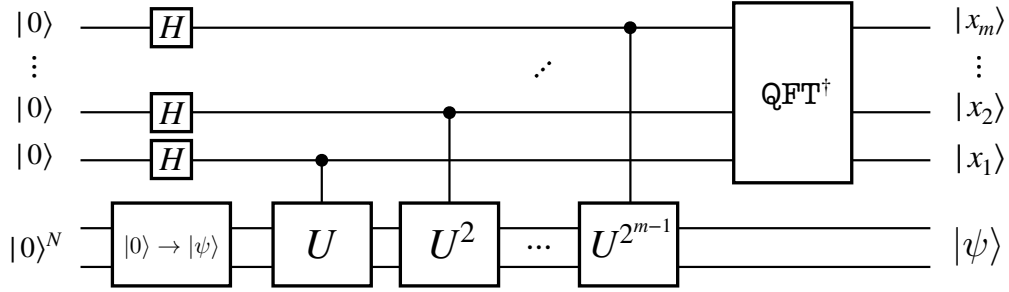 |0⟩ H |x_m⟩
⋮ ⋰ ⋮
|0⟩ H QFT† |x_2⟩
|0⟩ H |x_1⟩
|0⟩^N |0⟩ → |ψ⟩ U U^2 ... U^{2^{m-1}} |ψ⟩